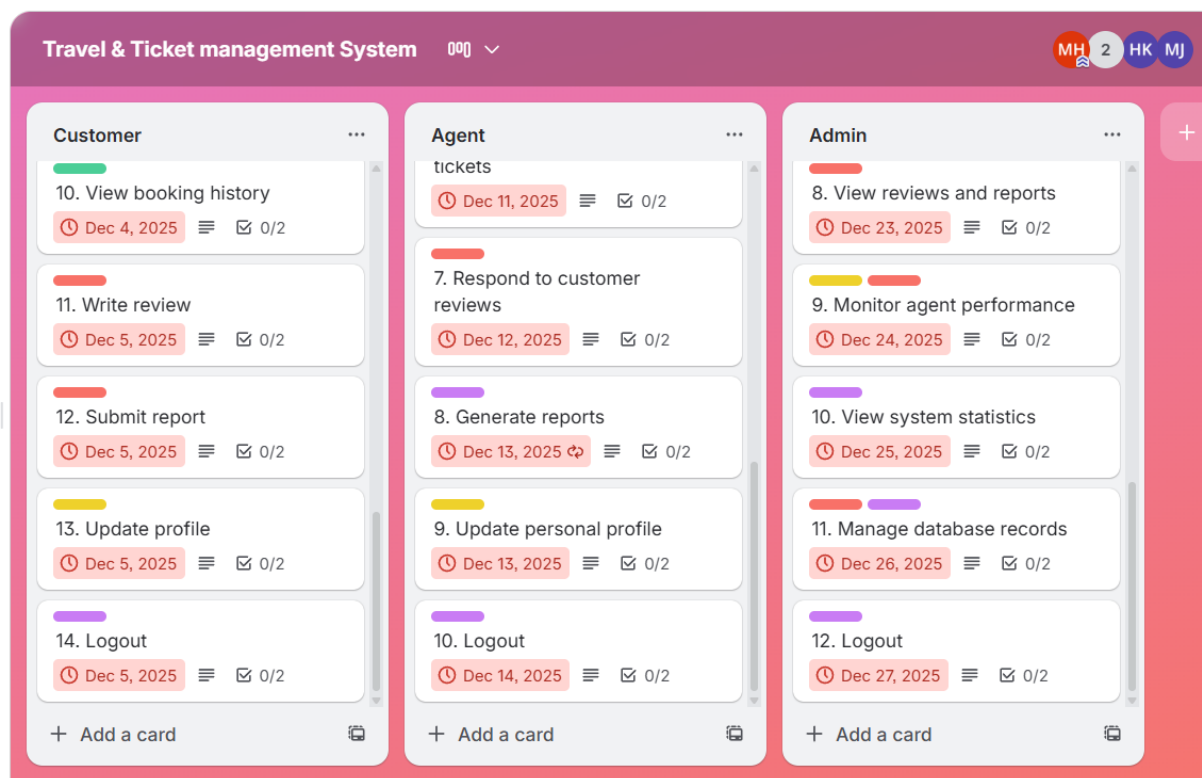 Travel & Ticket management System
MH 2 HK MJ
Customer
10. View booking history
Dec 4, 2025 0/2
11. Write review
Dec 5, 2025 0/2
12. Submit report
Dec 5, 2025 0/2
13. Update profile
Dec 5, 2025 0/2
14. Logout
Dec 5, 2025 0/2
+ Add a card
Agent
tickets
Dec 11, 2025 0/2
7. Respond to customer
reviews
Dec 12, 2025 0/2
8. Generate reports
Dec 13, 2025 0/2
9. Update personal profile
Dec 13, 2025 0/2
10. Logout
Dec 14, 2025 0/2
+ Add a card
Admin
8. View reviews and reports
Dec 23, 2025 0/2
9. Monitor agent performance
Dec 24, 2025 0/2
10. View system statistics
Dec 25, 2025 0/2
11. Manage database records
Dec 26, 2025 0/2
12. Logout
Dec 27, 2025 0/2
+ Add a card